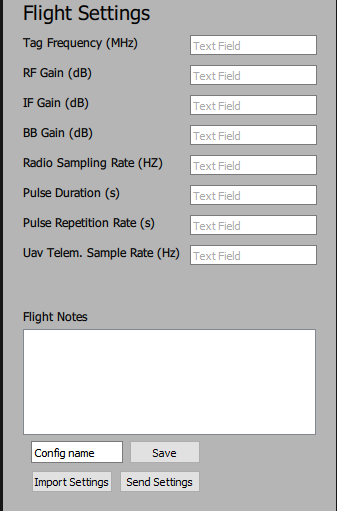 Flight Settings
Tag Frequency (MHz) Text Field
RF Gain (dB) Text Field
IF Gain (dB) Text Field
BB Gain (dB) Text Field
Radio Sampling Rate (HZ) Text Field
Pulse Duration (s) Text Field
Pulse Repetition Rate (s) Text Field
Uav Telem. Sample Rate (Hz) Text Field
Flight Notes
Config name Save
Import Settings Send Settings